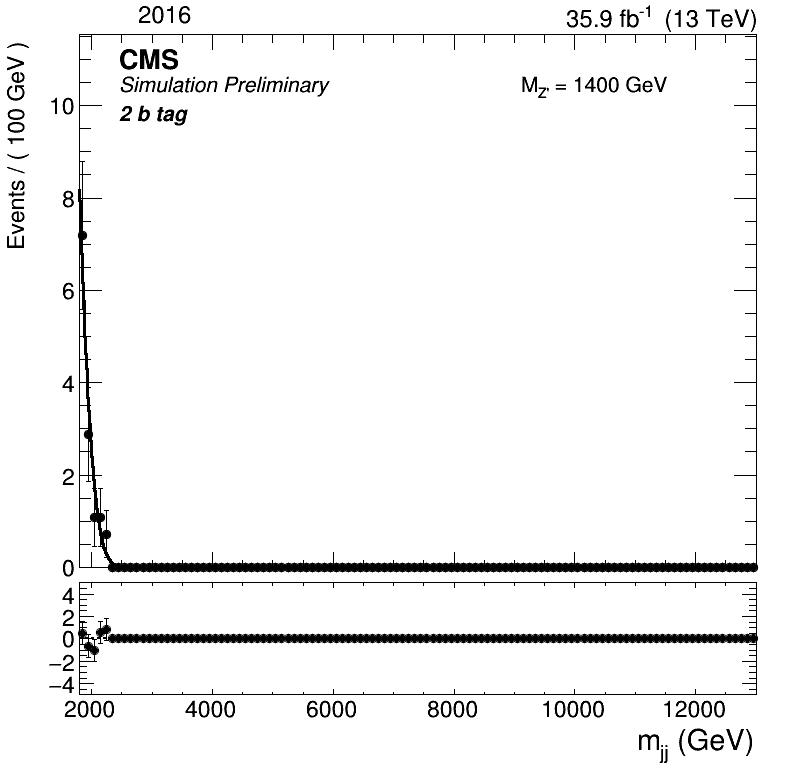 2016 35.9 fb-1 (13 TeV)
CMS
Simulation Preliminary
MZ' = 1400 GeV
2 b tag
Events / ( 100 GeV )
10
8
6
4
2
0
4
2
0
−2
−4
2000 4000 6000 8000 10000 12000
mjj (GeV)